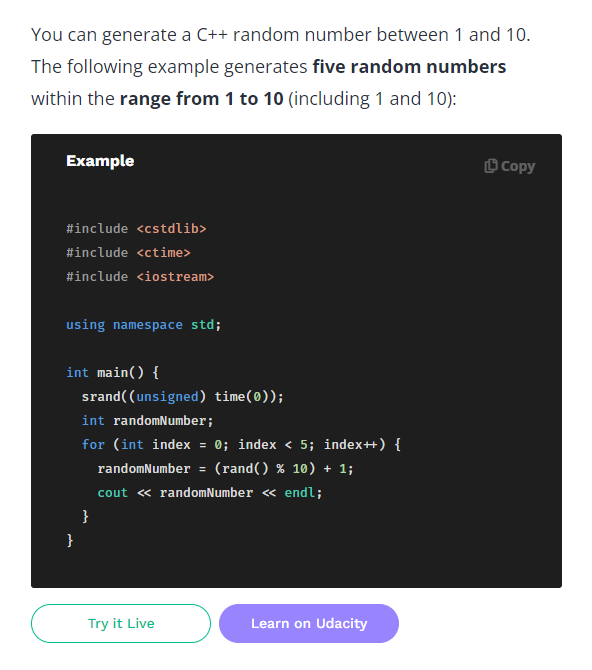 You can generate a C++ random number between 1 and 10.
The following example generates five random numbers
within the range from 1 to 10 (including 1 and 10):
Example
Copy
#include <cstdlib>
#include <ctime>
#include <iostream>
using namespace std;
int main() {
  srand((unsigned) time(0));
  int randomNumber;
  for (int index = 0; index < 5; index++) {
    randomNumber = (rand() % 10) + 1;
    cout << randomNumber << endl;
  }
}
Try it Live
Learn on Udacity